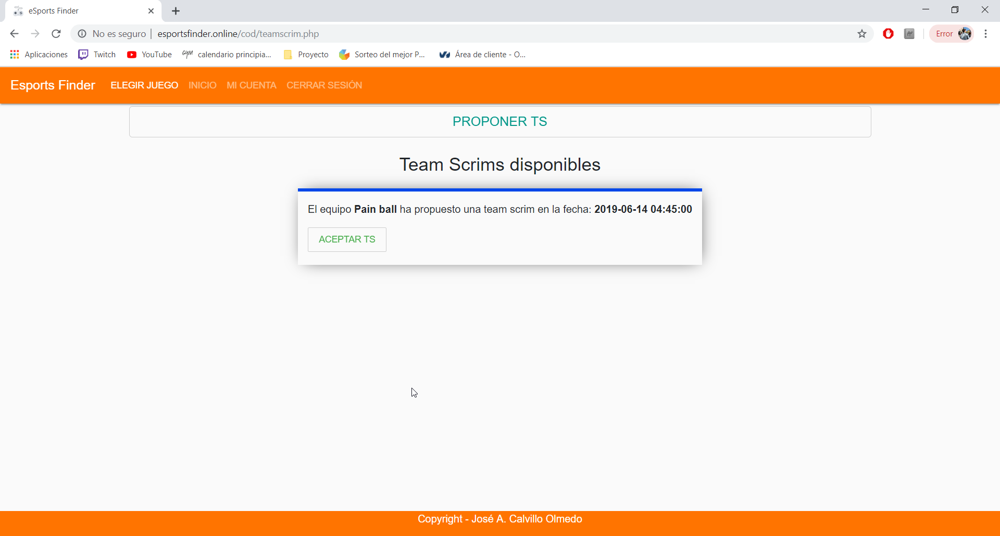 eSports Finder
No es seguro | esportsfinder.online/cod/teamscrim.php
Error
Aplicaciones Twitch YouTube GYM calendario principia... Proyecto Sorteo del mejor P... Área de cliente - O...
Esports Finder ELEGIR JUEGO INICIO MI CUENTA CERRAR SESIÓN
PROPONER TS
Team Scrims disponibles
El equipo Pain ball ha propuesto una team scrim en la fecha: 2019-06-14 04:45:00
ACEPTAR TS
Copyright - José A. Calvillo Olmedo